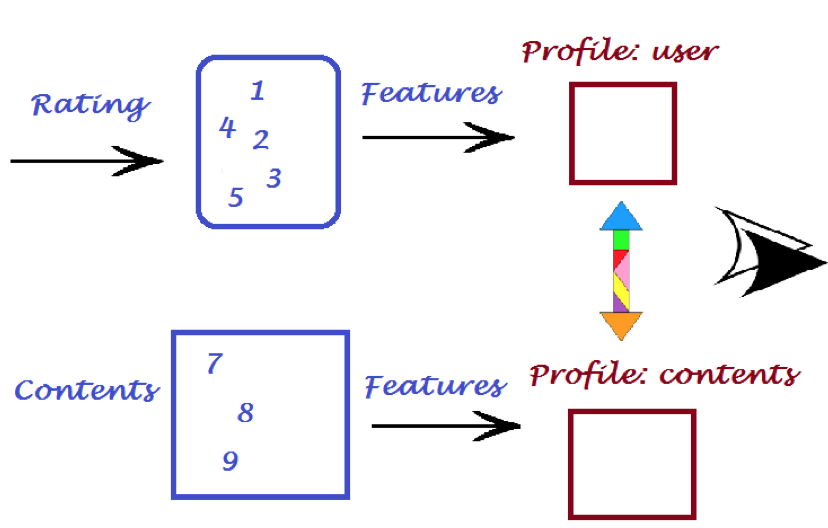 Profile: user
Rating
Features
1
4
2
3
5
Profile: contents
Contents
Features
7
8
9